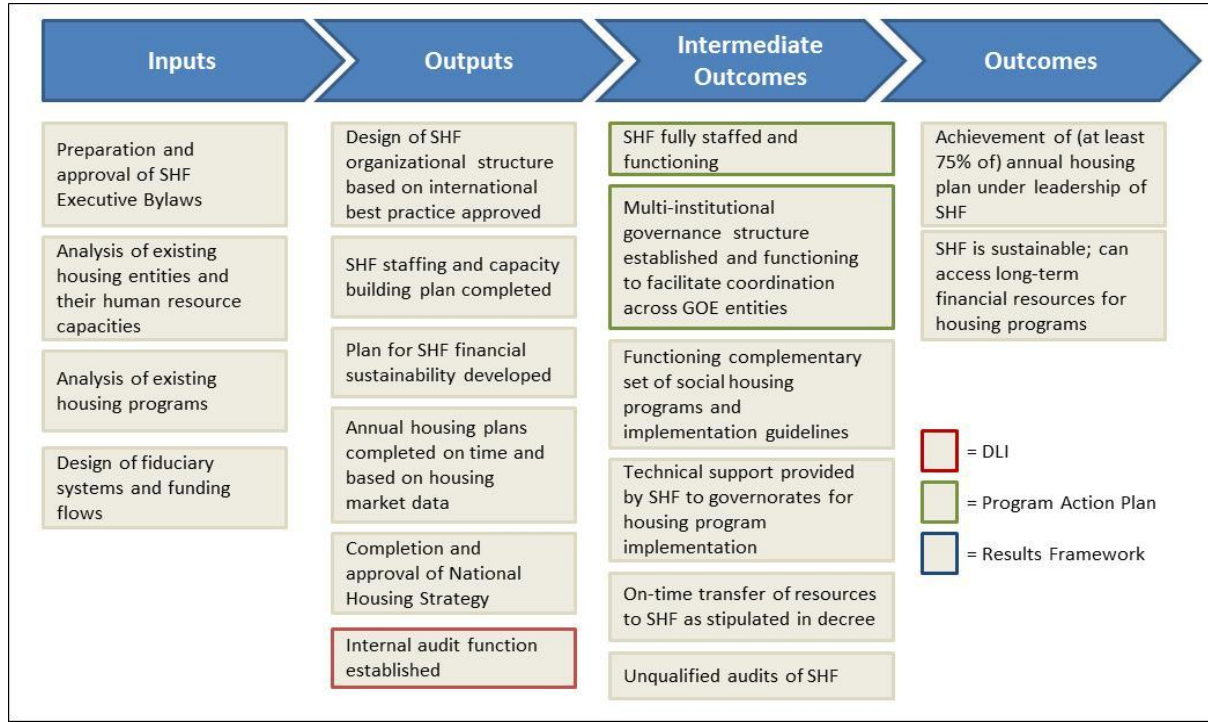 Inputs
Outputs
Intermediate
Outcomes
Outcomes
Preparation and
approval of SHF
Executive Bylaws
Analysis of existing
housing entities and
their human resource
capacities
Analysis of existing
housing programs
Design of fiduciary
systems and funding
flows
Design of SHF
organizational structure
based on international
best practice approved
SHF staffing and capacity
building plan completed
Plan for SHF financial
sustainability developed
Annual housing plans
completed on time and
based on housing
market data
Completion and
approval of National
Housing Strategy
Internal audit function
established
SHF fully staffed and
functioning
Multi-institutional
governance structure
established and functioning
to facilitate coordination
across GOE entities
Functioning complementary
set of social housing
programs and
implementation guidelines
Technical support provided
by SHF to governorates for
housing program
implementation
On-time transfer of resources
to SHF as stipulated in decree
Unqualified audits of SHF
Achievement of (at least
75% of) annual housing
plan under leadership of
SHF
SHF is sustainable; can
access long-term
financial resources for
housing programs
= DLI
= Program Action Plan
= Results Framework